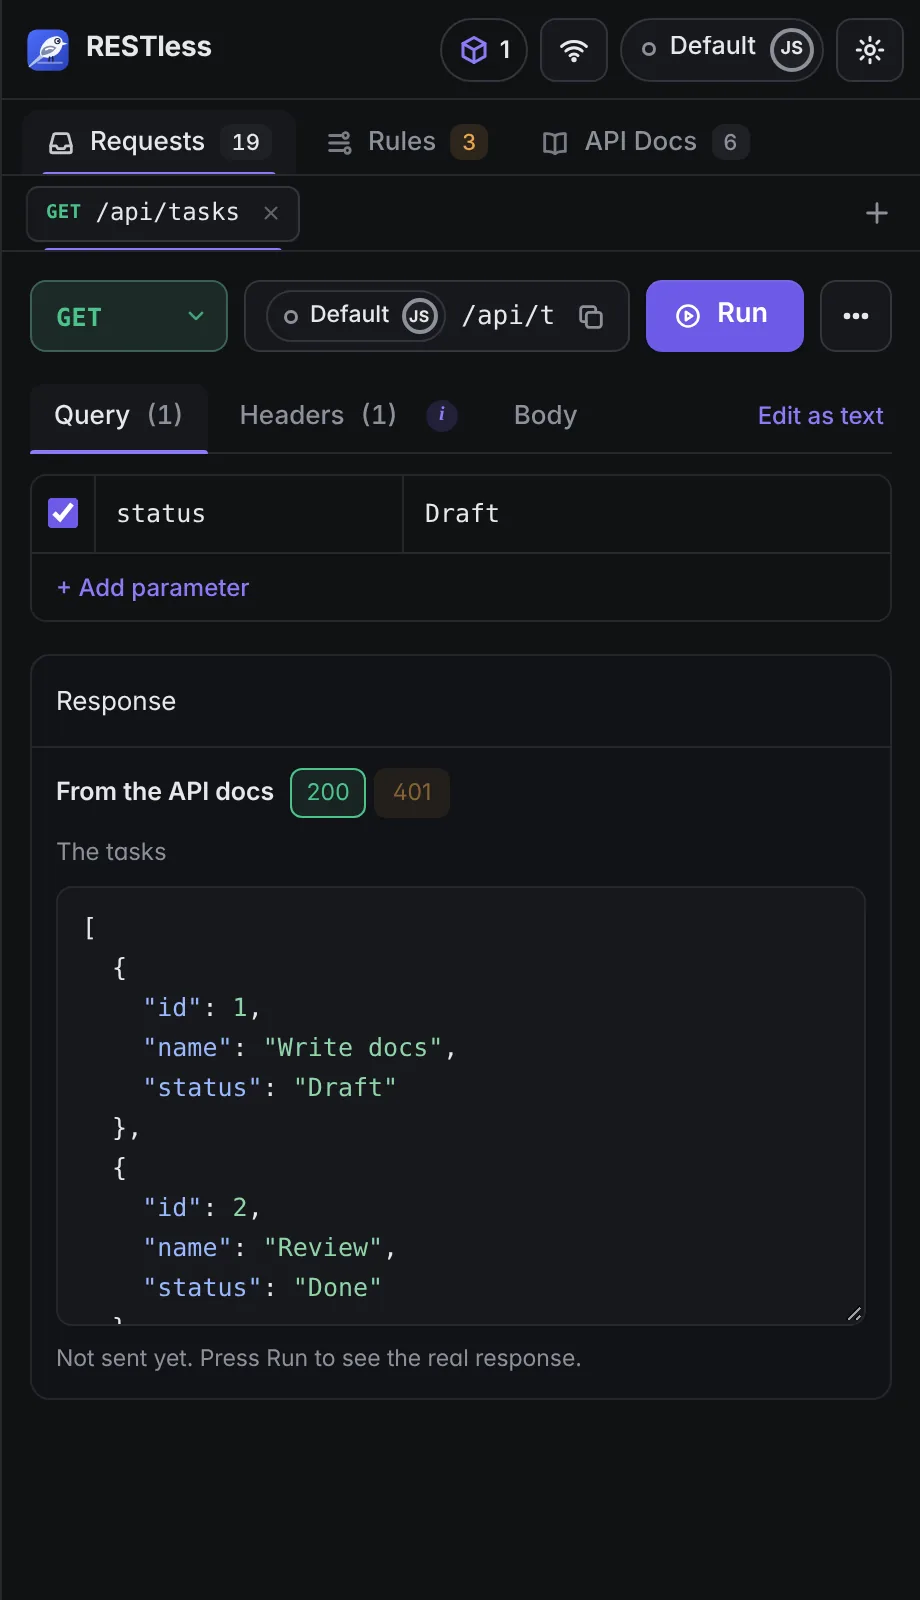 RESTless
1
Default JS
Requests 19
Rules 3
API Docs 6
GET /api/tasks
GET
Default JS /api/t
Run
Query (1)
Headers (1) i
Body
Edit as text
status
Draft
+ Add parameter
Response
From the API docs 200 401
The tasks
[
{
"id": 1,
"name": "Write docs",
"status": "Draft"
},
{
"id": 2,
"name": "Review",
"status": "Done"
}
Not sent yet. Press Run to see the real response.